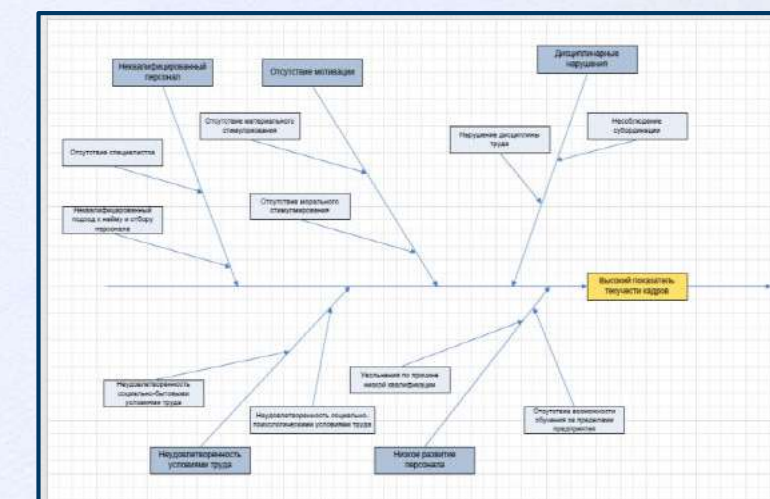 Неквалифицированный
персонал
Отсутствие мотивации
Дисциплинарные
нарушения
Отсутствие материального
стимулирования
Несоблюдение
субординации
Нарушение дисциплины
труда
Отсутствие специалистов
Отсутствие морального
стимулирования
Неквалифицированный
подход к найму и отбору
персонала
Высокий показатель
текучести кадров
Увольнения по причине
низкой квалификации
Неудовлетворенность
социально-бытовыми
условиями труда
Неудовлетворенность социально-
психологическими условиями труда
Отсутствие возможности
обучения за пределами
предприятия
Неудовлетворенность
условиями труда
Низкое развитие
персонала